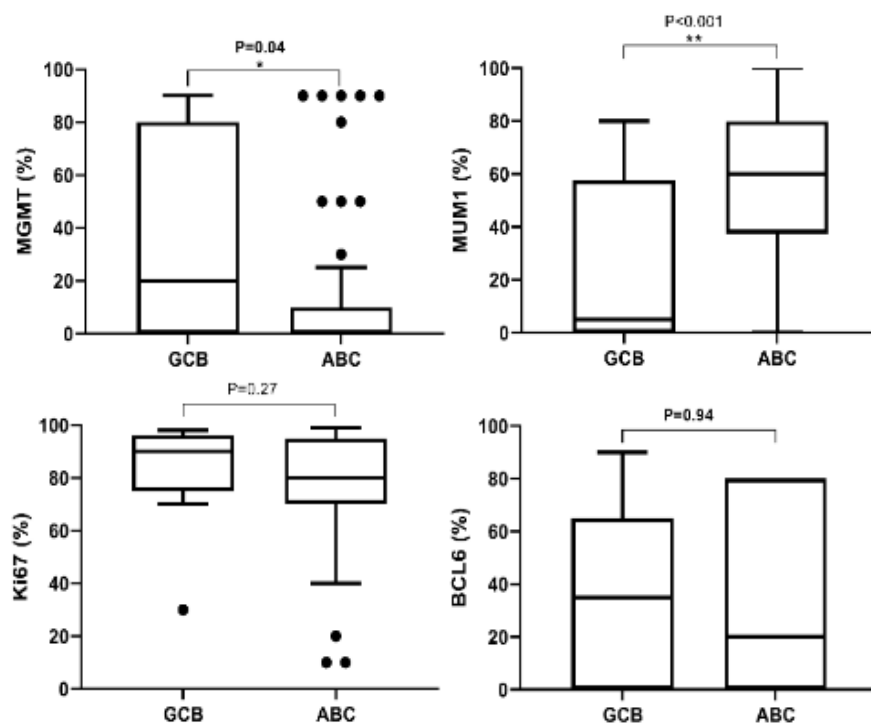 P=0.04
*
100
80
60
40
20
0
MGMT (%)
GCB ABC
P<0.001
**
100
80
60
40
20
0
MUM1 (%)
GCB ABC
P=0.27
100
80
60
40
20
0
Ki67 (%)
GCB ABC
P=0.94
100
80
60
40
20
0
BCL6 (%)
GCB ABC